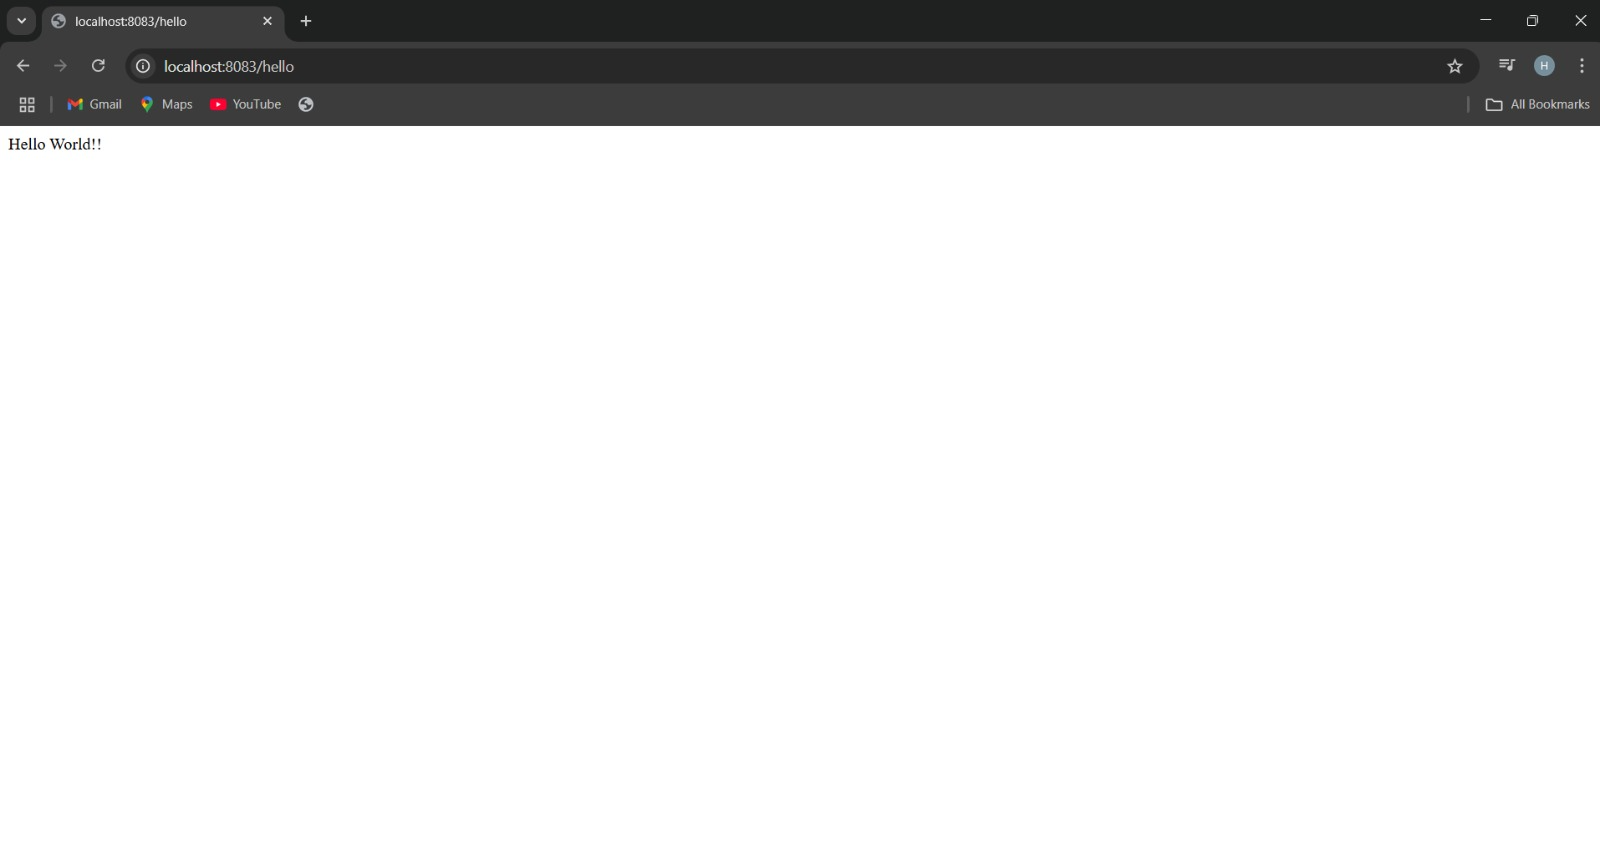 localhost:8083/hello
localhost:8083/hello
H
Gmail
Maps
YouTube
All Bookmarks
Hello World!!